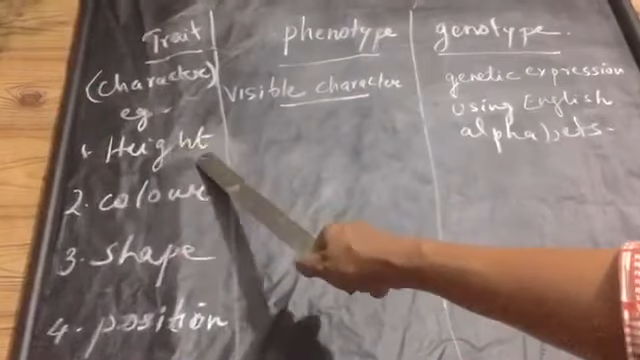 Trait
(character)
eg -
1. Height
2. colour
3. shape
4. position
phenotype
visible character
genotype.
genetic expression
using English
alphabets-